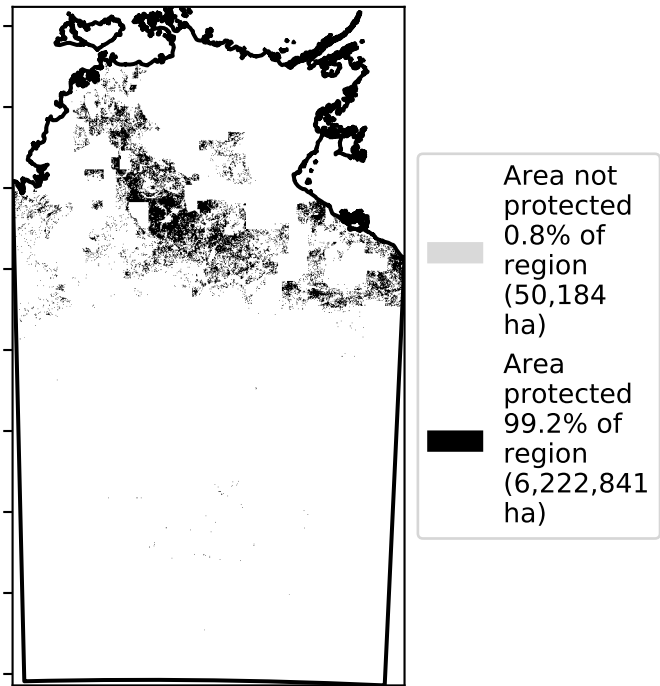 Area not
protected
0.8% of
region
(50,184
ha)
Area
protected
99.2% of
region
(6,222,841
ha)